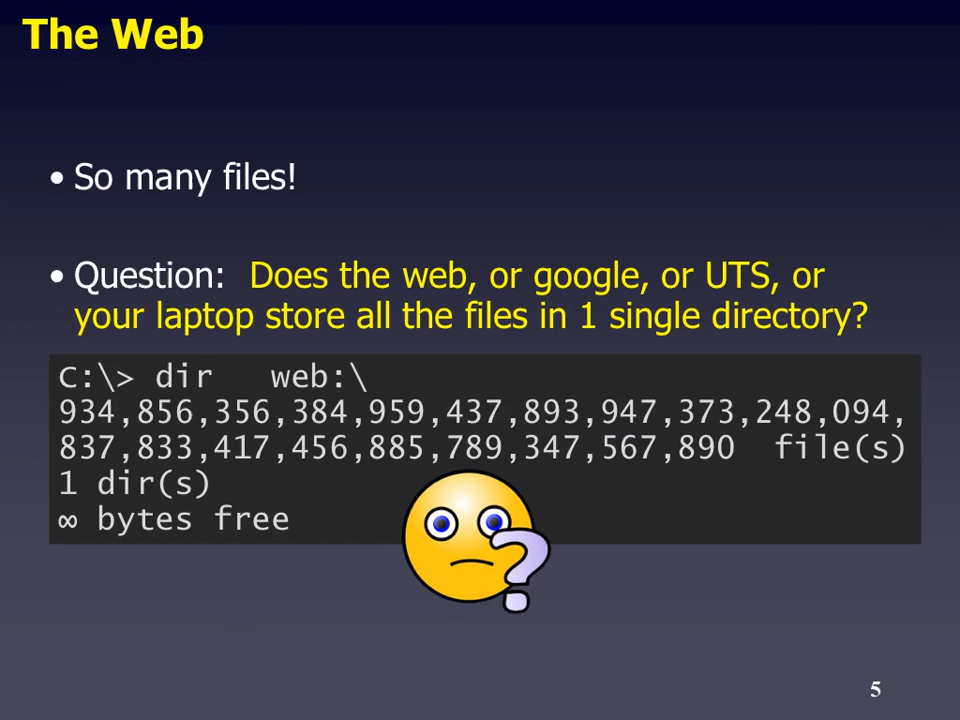 The Web
• So many files!
• Question:  Does the web, or google, or UTS, or
your laptop store all the files in 1 single directory?
C:\> dir   web:\
934,856,356,384,959,437,893,947,373,248,094,
837,833,417,456,885,789,347,567,890  file(s)
1 dir(s)
∞ bytes free
?
5